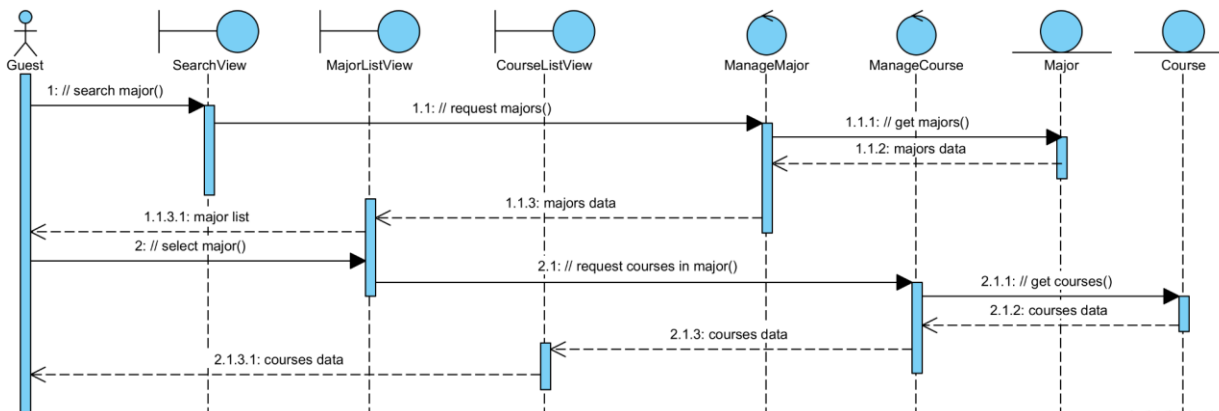 Guest
SearchView
MajorListView
CourseListView
ManageMajor
ManageCourse
Major
Course
1: // search major()
1.1: // request majors()
1.1.1: // get majors()
1.1.2: majors data
1.1.3: majors data
1.1.3.1: major list
2: // select major()
2.1: // request courses in major()
2.1.1: // get courses()
2.1.2: courses data
2.1.3: courses data
2.1.3.1: courses data